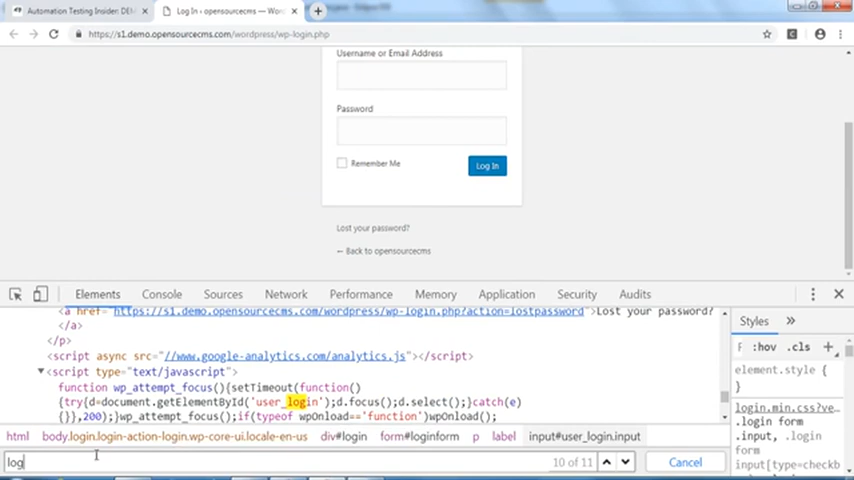 Automation Testing Insider: DEM
Log In ‹ opensourcecms — Wor
https://s1.demo.opensourcecms.com/wordpress/wp-login.php
Username or Email Address
Password
Remember Me
Log In
Lost your password?
← Back to opensourcecms
Elements Console Sources Network Performance Memory Application Security Audits
<a href="https://s1.demo.opensourcecms.com/wordpress/wp-login.php?action=lostpassword">Lost your password?
</a>
</p>
<script async src="//www.google-analytics.com/analytics.js"></script>
<script type="text/javascript">
function wp_attempt_focus(){setTimeout(function()
{try{d=document.getElementById('user_login');d.focus();d.select();}catch(e)
{}},200);}wp_attempt_focus();if(typeof wpOnload=='function')wpOnload();
html body.login.login-action-login.wp-core-ui.locale-en-us div#login form#loginform p label input#user_login.input
log
10 of 11
Cancel
Styles »
F :hov .cls +
element.style {
}
login.min.css?ve…
.login form
.input, .login
form
input[type=checkb